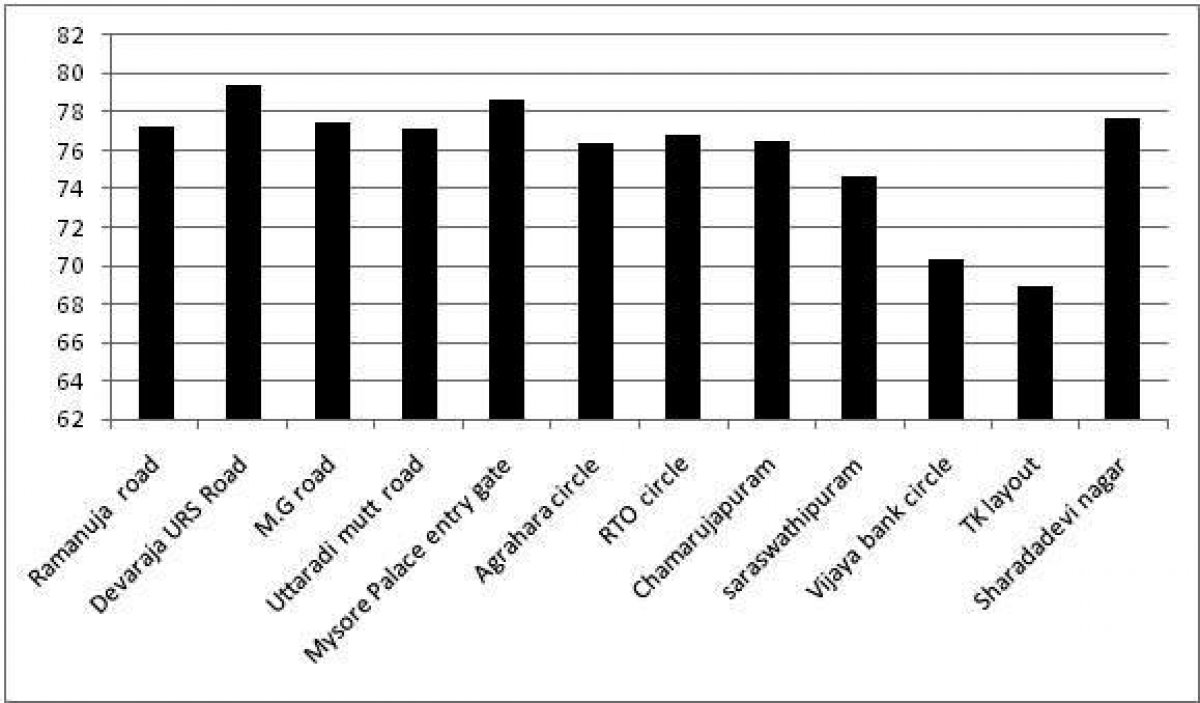 82
80
78
76
74
72
70
68
66
64
62
Ramanuja road
Devaraja URS Road
M.G road
Uttaradi mutt road
Mysore Palace entry gate
Agrahara circle
RTO circle
Chamarujapuram
saraswathipuram
Vijaya bank circle
TK layout
Sharadadevi nagar